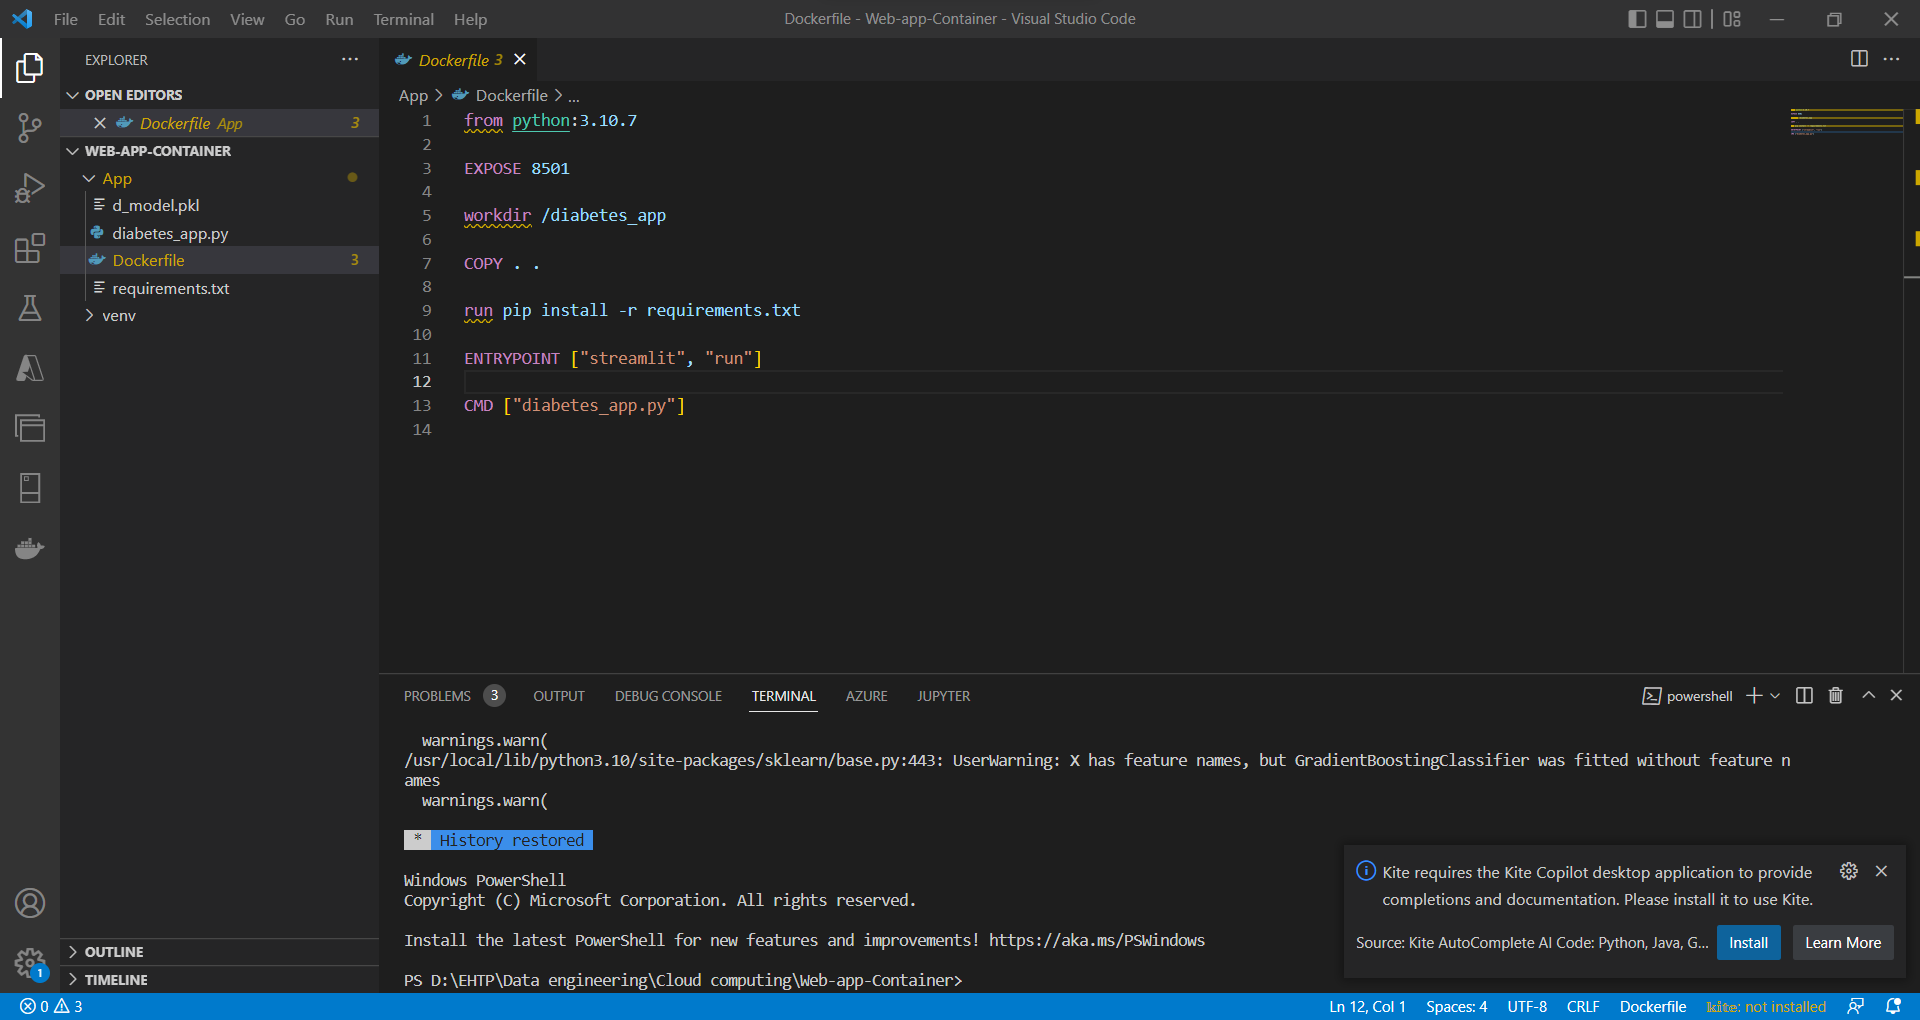 File Edit Selection View Go Run Terminal Help
Dockerfile - Web-app-Container - Visual Studio Code
EXPLORER
OPEN EDITORS
Dockerfile App 3
WEB-APP-CONTAINER
App
d_model.pkl
diabetes_app.py
Dockerfile 3
requirements.txt
venv
OUTLINE
TIMELINE
1
Dockerfile 3
App > Dockerfile > ...
1 from python:3.10.7
2
3 EXPOSE 8501
4
5 workdir /diabetes_app
6
7 COPY . .
8
9 run pip install -r requirements.txt
10
11 ENTRYPOINT ["streamlit", "run"]
12
13 CMD ["diabetes_app.py"]
14
PROBLEMS 3 OUTPUT DEBUG CONSOLE TERMINAL AZURE JUPYTER
powershell
warnings.warn(
/usr/local/lib/python3.10/site-packages/sklearn/base.py:443: UserWarning: X has feature names, but GradientBoostingClassifier was fitted without feature n
ames
warnings.warn(
* History restored
Windows PowerShell
Copyright (C) Microsoft Corporation. All rights reserved.
Install the latest PowerShell for new features and improvements! https://aka.ms/PSWindows
PS D:\EHTP\Data engineering\Cloud computing\Web-app-Container>
Kite requires the Kite Copilot desktop application to provide
completions and documentation. Please install it to use Kite.
Source: Kite AutoComplete AI Code: Python, Java, G...
Install
Learn More
0 3
Ln 12, Col 1 Spaces: 4 UTF-8 CRLF Dockerfile kite: not installed